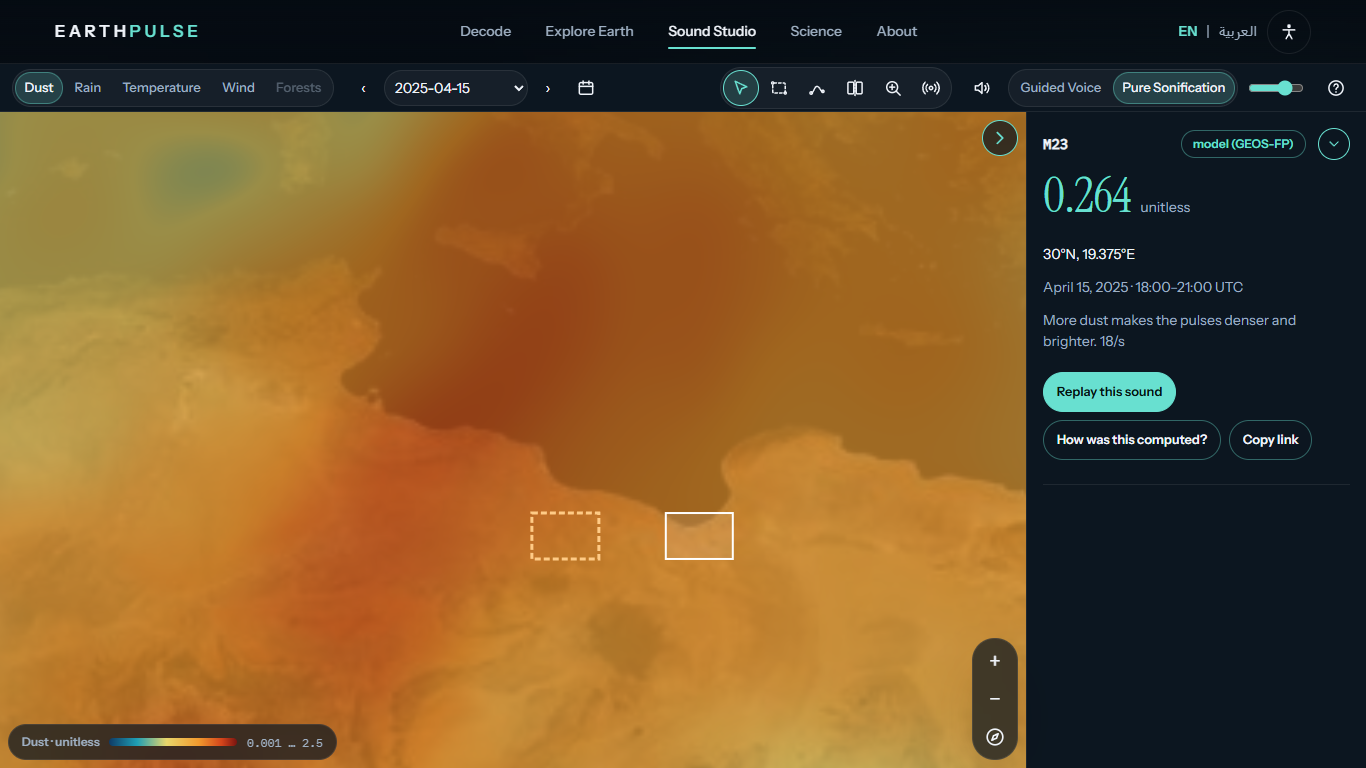 EARTHPULSE
Decode
Explore Earth
Sound Studio
Science
About
EN | العربية
Dust
Rain
Temperature
Wind
Forests
‹
2025-04-15
›
Guided Voice
Pure Sonification
M23
model (GEOS-FP)
0.264 unitless
30°N, 19.375°E
April 15, 2025 · 18:00–21:00 UTC
More dust makes the pulses denser and
brighter. 18/s
Replay this sound
How was this computed?
Copy link
+
−
Dust · unitless
0.001 … 2.5